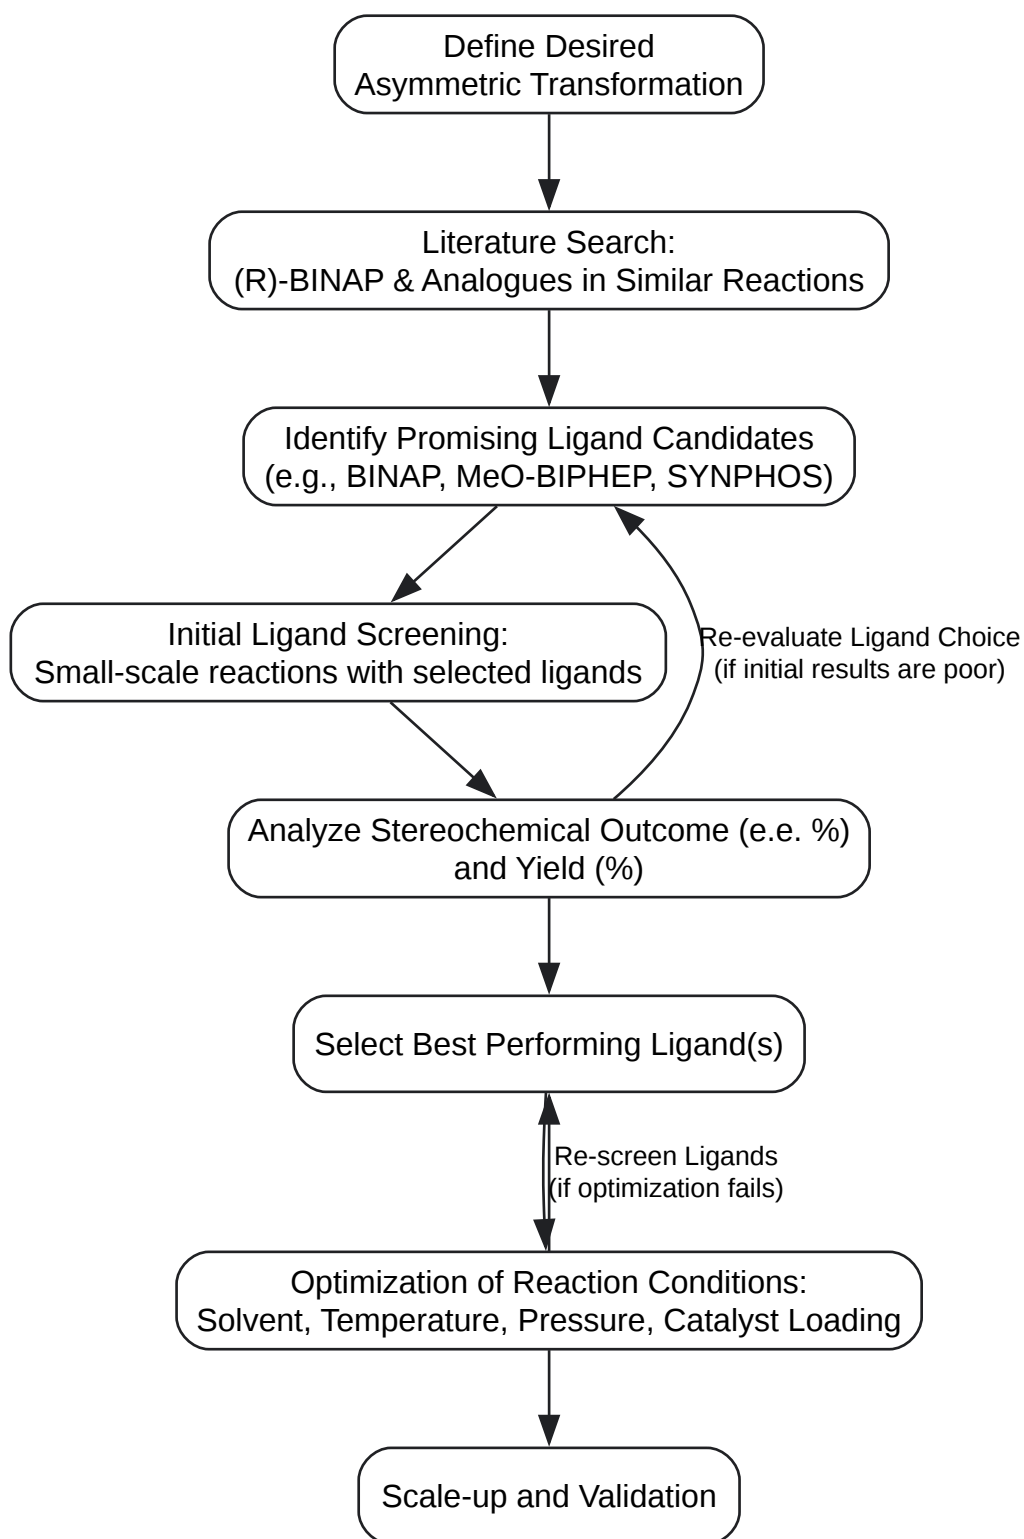 Define Desired
Asymmetric Transformation
Literature Search:
(R)-BINAP & Analogues in Similar Reactions
Identify Promising Ligand Candidates
(e.g., BINAP, MeO-BIPHEP, SYNPHOS)
Initial Ligand Screening:
Small-scale reactions with selected ligands
Re-evaluate Ligand Choice
(if initial results are poor)
Analyze Stereochemical Outcome (e.e. %)
and Yield (%)
Select Best Performing Ligand(s)
Re-screen Ligands
(if optimization fails)
Optimization of Reaction Conditions:
Solvent, Temperature, Pressure, Catalyst Loading
Scale-up and Validation